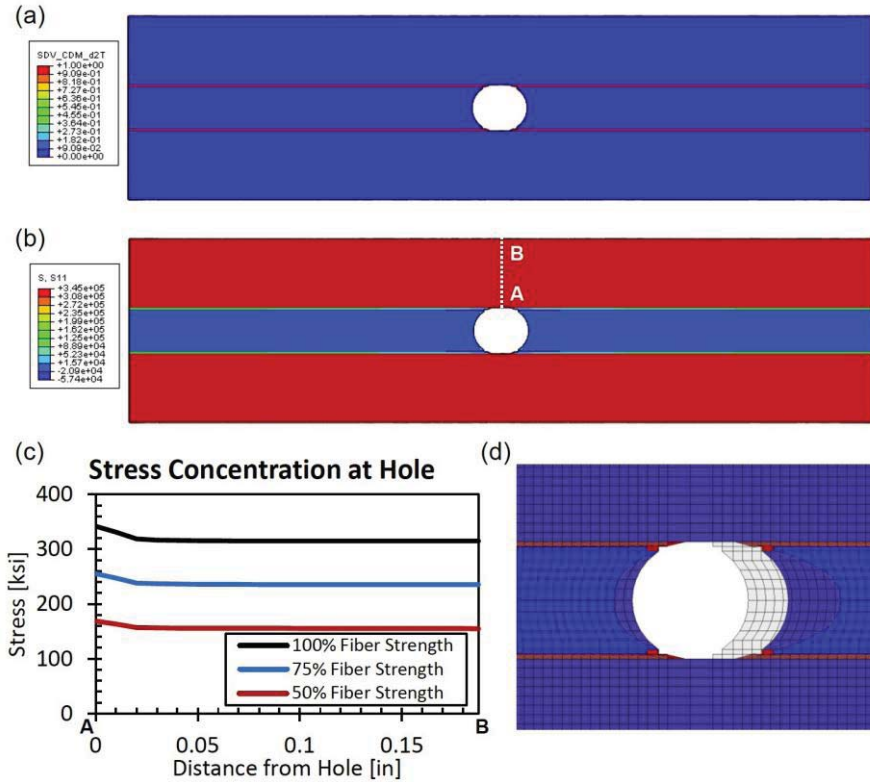 (a)
SDV_CDM_d2T
+1.00e+00
+9.09e-01
+8.18e-01
+7.27e-01
+6.36e-01
+5.45e-01
+4.55e-01
+3.64e-01
+2.73e-01
+1.82e-01
+9.09e-02
+0.00e+00
(b)
S, S11
+3.45e+05
+3.08e+05
+2.72e+05
+2.35e+05
+1.99e+05
+1.62e+05
+1.25e+05
+8.89e+04
+5.23e+04
+1.57e+04
-2.09e+04
-5.74e+04
B
A
(c)
Stress Concentration at Hole
400
300
200
100
0
Stress [ksi]
100% Fiber Strength
75% Fiber Strength
50% Fiber Strength
A
B
0 0.05 0.1 0.15
Distance from Hole [in]
(d)